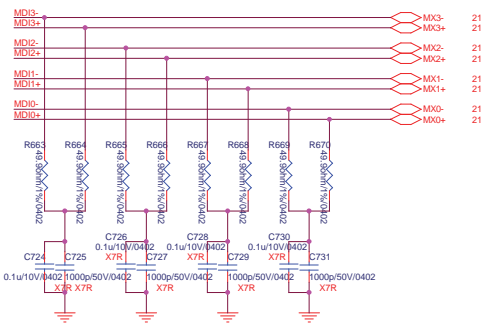 MDI3- MX3- 21
MDI3+ MX3+ 21
MDI2- MX2- 21
MDI2+ MX2+ 21
MDI1- MX1- 21
MDI1+ MX1+ 21
MDI0- MX0- 21
MDI0+ MX0+ 21
R663 R664 R665 R666 R667 R668 R669 R670
49.9ohm/1%/0402 49.9ohm/1%/0402 49.9ohm/1%/0402 49.9ohm/1%/0402 49.9ohm/1%/0402 49.9ohm/1%/0402 49.9ohm/1%/0402 49.9ohm/1%/0402
C726 C728 C730
0.1u/10V/0402 0.1u/10V/0402 0.1u/10V/0402
C724 C725 X7R C727 X7R C729 X7R C731
0.1u/10V/0402 1000p/50V/0402 1000p/50V/0402 1000p/50V/0402 1000p/50V/0402
X7R X7R X7R X7R X7R